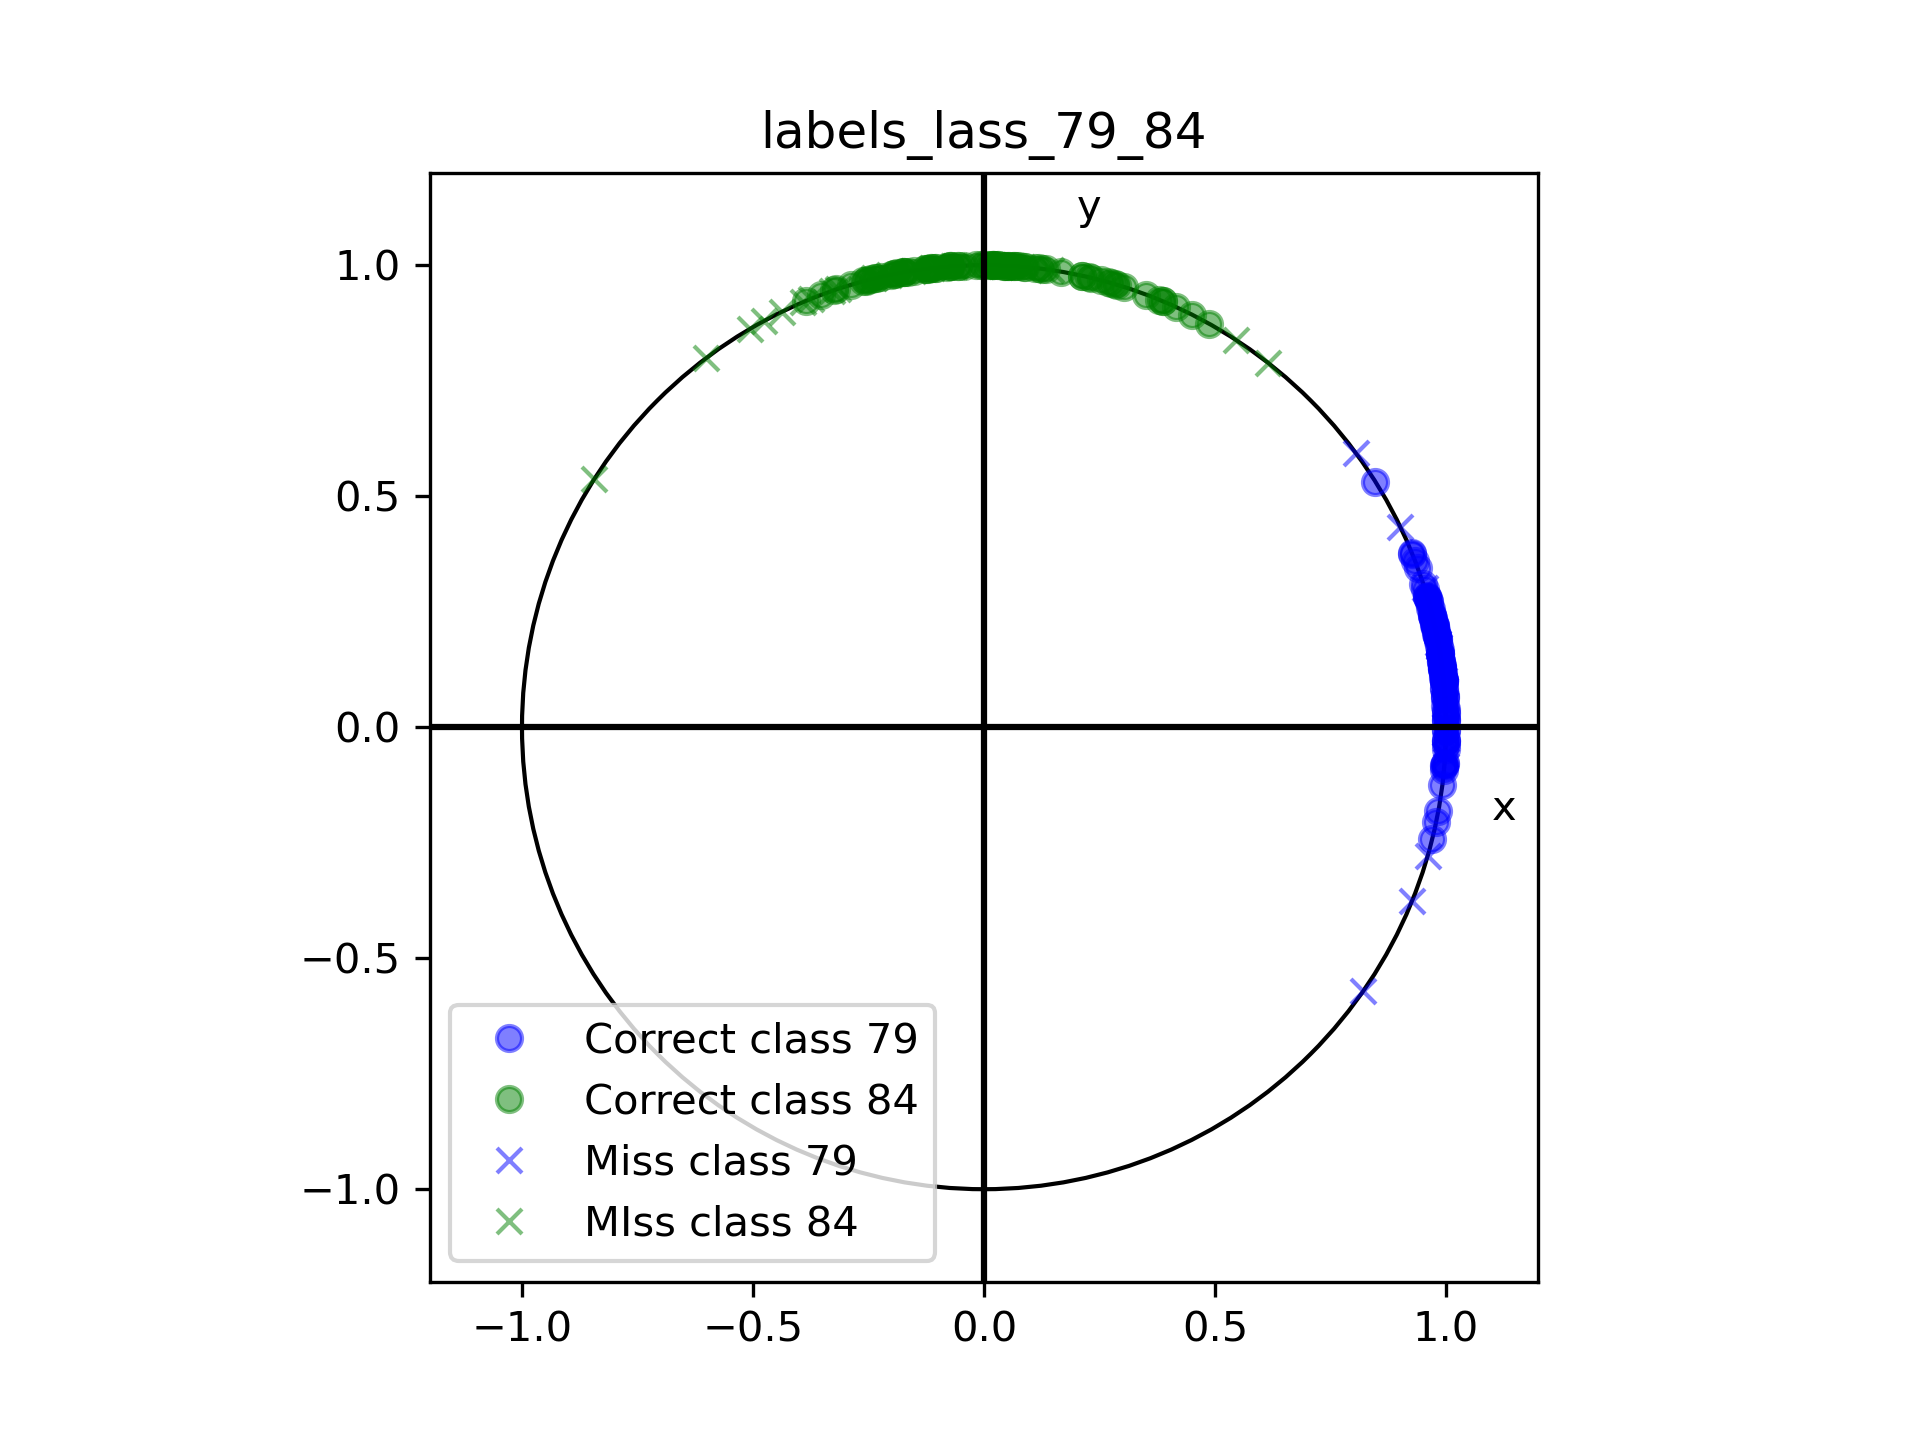 labels_lass_79_84
y
1.0
0.5
0.0
x
−0.5
−1.0
Correct class 79
Correct class 84
Miss class 79
MIss class 84
−1.0 −0.5 0.0 0.5 1.0